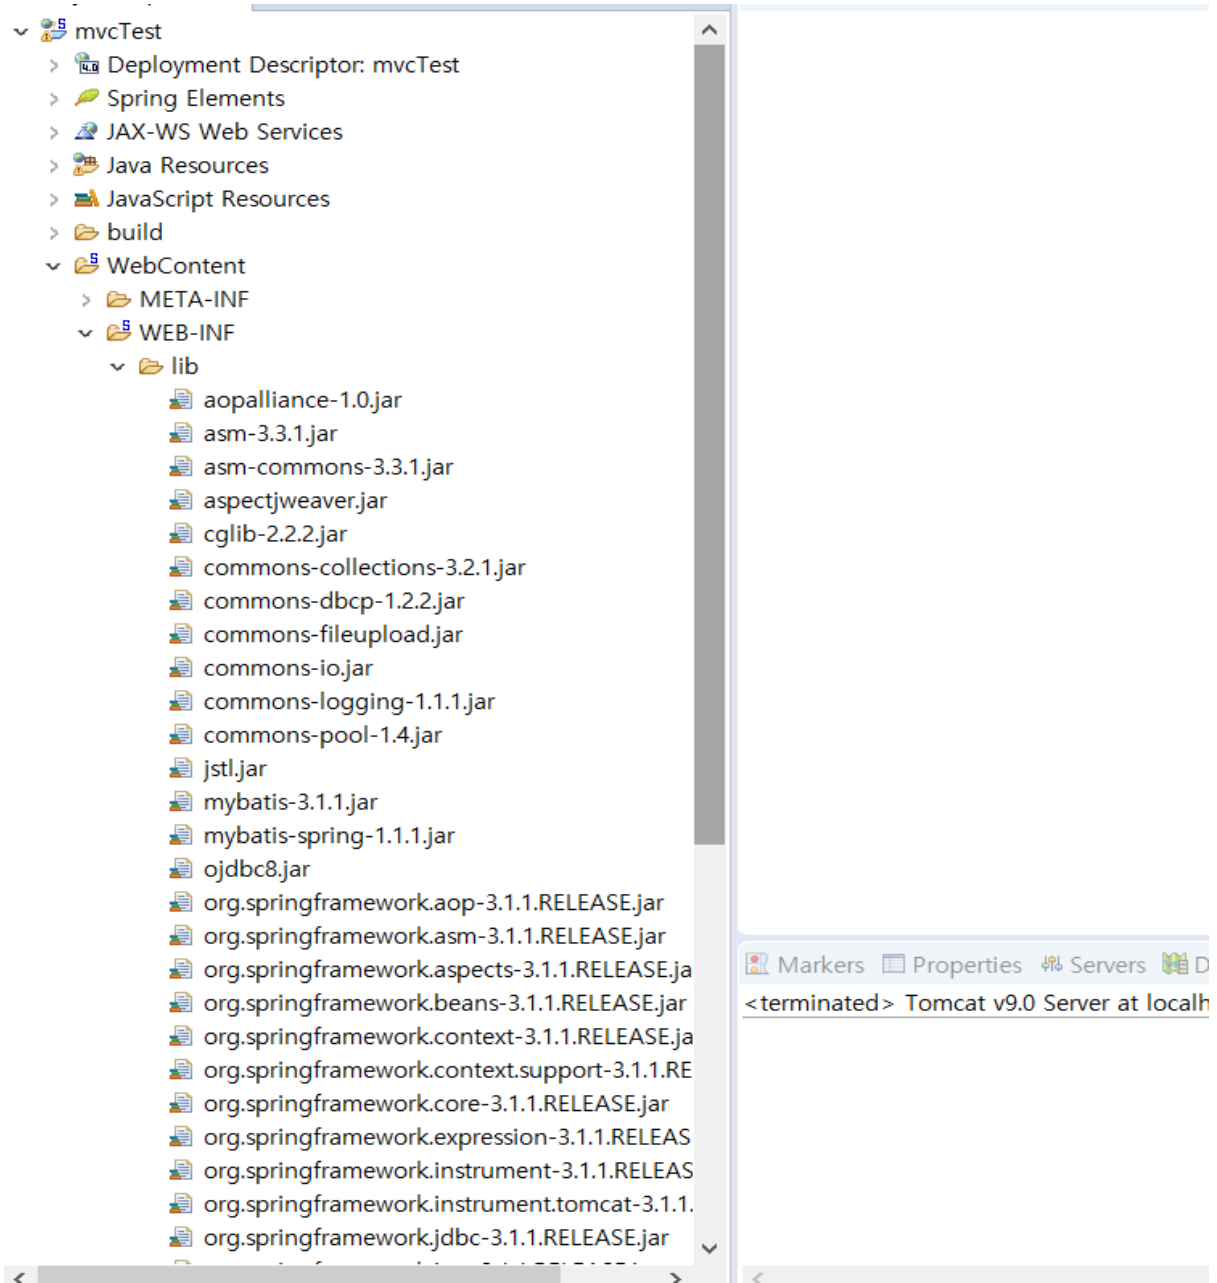 mvcTest
Deployment Descriptor: mvcTest
Spring Elements
JAX-WS Web Services
Java Resources
JavaScript Resources
build
WebContent
META-INF
WEB-INF
lib
aopalliance-1.0.jar
asm-3.3.1.jar
asm-commons-3.3.1.jar
aspectjweaver.jar
cglib-2.2.2.jar
commons-collections-3.2.1.jar
commons-dbcp-1.2.2.jar
commons-fileupload.jar
commons-io.jar
commons-logging-1.1.1.jar
commons-pool-1.4.jar
jstl.jar
mybatis-3.1.1.jar
mybatis-spring-1.1.1.jar
ojdbc8.jar
org.springframework.aop-3.1.1.RELEASE.jar
org.springframework.asm-3.1.1.RELEASE.jar
org.springframework.aspects-3.1.1.RELEASE.ja
org.springframework.beans-3.1.1.RELEASE.jar
org.springframework.context-3.1.1.RELEASE.ja
org.springframework.context.support-3.1.1.RE
org.springframework.core-3.1.1.RELEASE.jar
org.springframework.expression-3.1.1.RELEAS
org.springframework.instrument-3.1.1.RELEAS
org.springframework.instrument.tomcat-3.1.1.
org.springframework.jdbc-3.1.1.RELEASE.jar
Markers Properties Servers D
<terminated> Tomcat v9.0 Server at localh